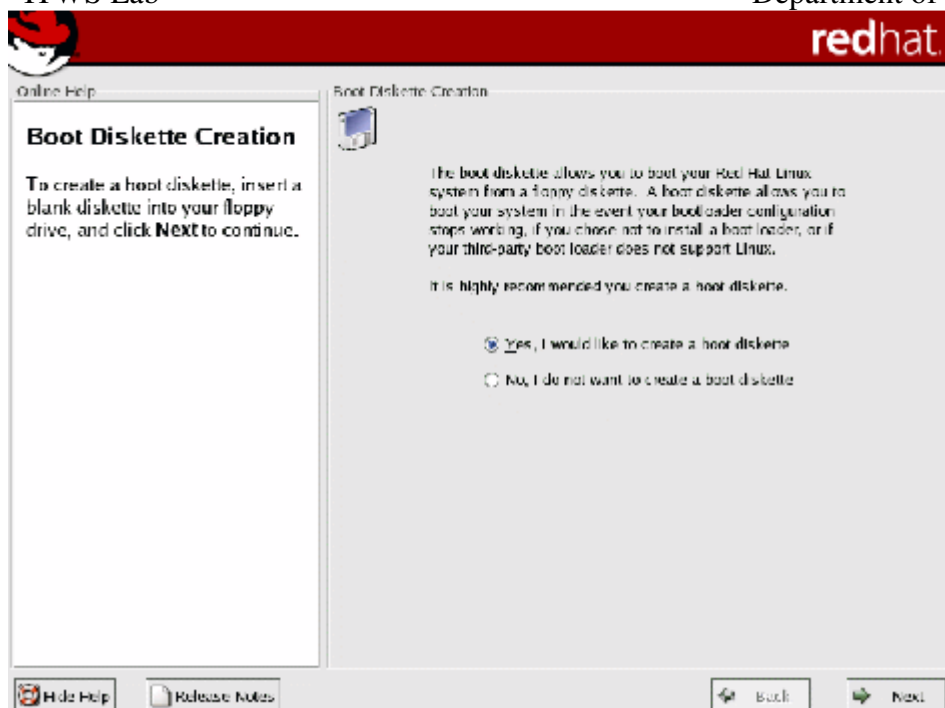 Lab
Department of
redhat.
Online Help
Boot Diskette Creation
To create a boot diskette, insert a
blank diskette into your floppy
drive, and click Next to continue.
Boot Diskette Creation
The boot diskette allows you to boot your Red Hat Linux
system from a floppy diskette. A boot diskette allows you to
boot your system in the event your bootloader configuration
stops working, if you chose not to install a boot loader, or if
your third-party boot loader does not support Linux.
It is highly recommended you create a boot diskette.
Yes, I would like to create a boot diskette
No, I do not want to create a boot diskette
Hide Help
Release Notes
Back
Next